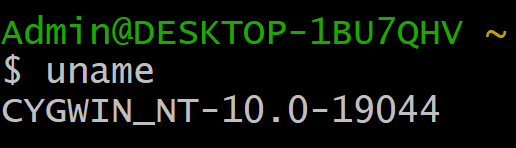 Admin@DESKTOP-1BU7QHV ~
$ uname
CYGWIN_NT-10.0-19044